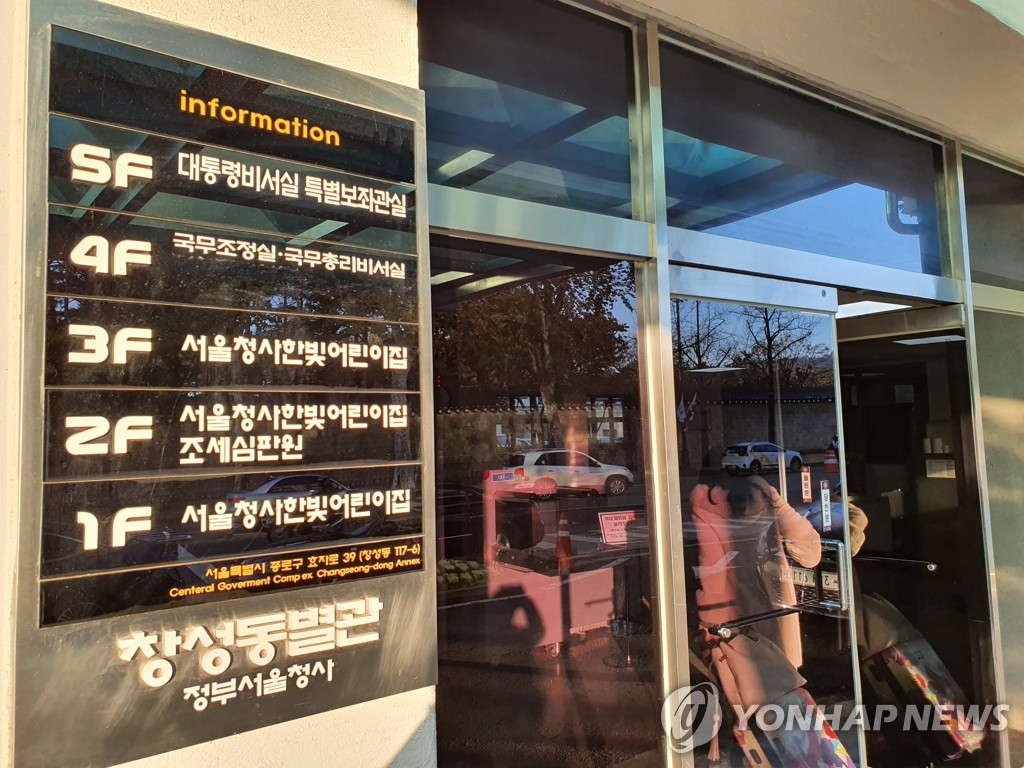 information
5F 대통령비서실 특별보좌관실
4F 국무조정실·국무총리비서실
3F 서울청사한빛어린이집
2F 서울청사한빛어린이집
조세심판원
1F 서울청사한빛어린이집
서울특별시 종로구 효자로 39 (창성동 117-6)
Centeral Goverment Comp ex Changseong-dong Annex
창성동별관
정부서울청사
YONHAP NEWS